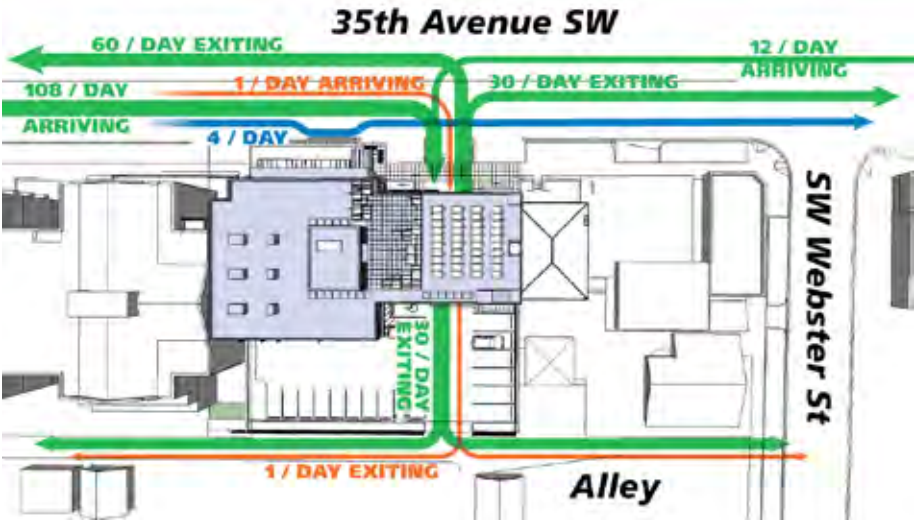 35th Avenue SW
60 / DAY EXITING
12 / DAY
ARRIVING
108 / DAY
ARRIVING
1 / DAY ARRIVING
30 / DAY EXITING
4 / DAY
SW Webster St
30 / DAY
EXITING
1 / DAY EXITING
Alley